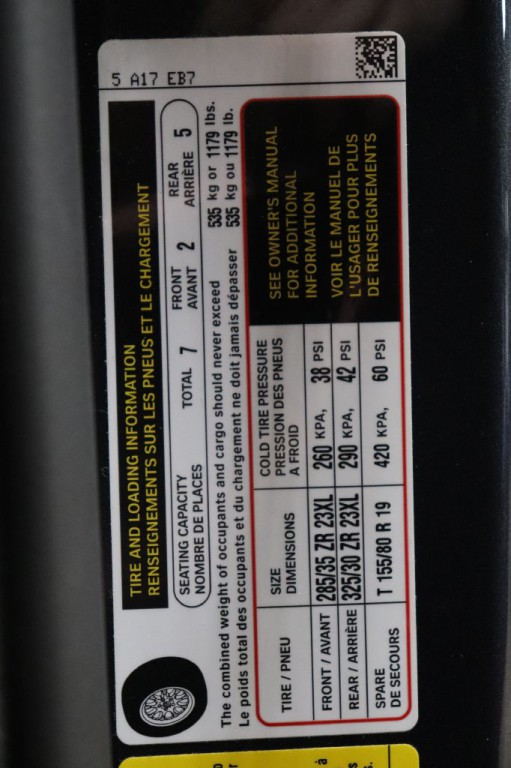 5 A17 EB7
TIRE AND LOADING INFORMATION
RENSEIGNEMENTS SUR LES PNEUS ET LE CHARGEMENT
SEATING CAPACITY
NOMBRE DE PLACES
TOTAL 7
FRONT
AVANT 2
REAR
ARRIÈRE 5
The combined weight of occupants and cargo should never exceed 535 kg or 1179 lbs.
Le poids total des occupants et du chargement ne doit jamais dépasser 535 kg ou 1179 lb.
TIRE / PNEU
SIZE
DIMENSIONS
COLD TIRE PRESSURE
PRESSION DES PNEUS
A FROID
FRONT / AVANT 285/35 ZR 23XL 260 KPA, 38 PSI
REAR / ARRIÈRE 325/30 ZR 23XL 290 KPA, 42 PSI
SPARE
DE SECOURS T 155/80 R 19 420 KPA, 60 PSI
SEE OWNER'S MANUAL
FOR ADDITIONAL
INFORMATION
VOIR LE MANUEL DE
L'USAGER POUR PLUS
DE RENSEIGNEMENTS